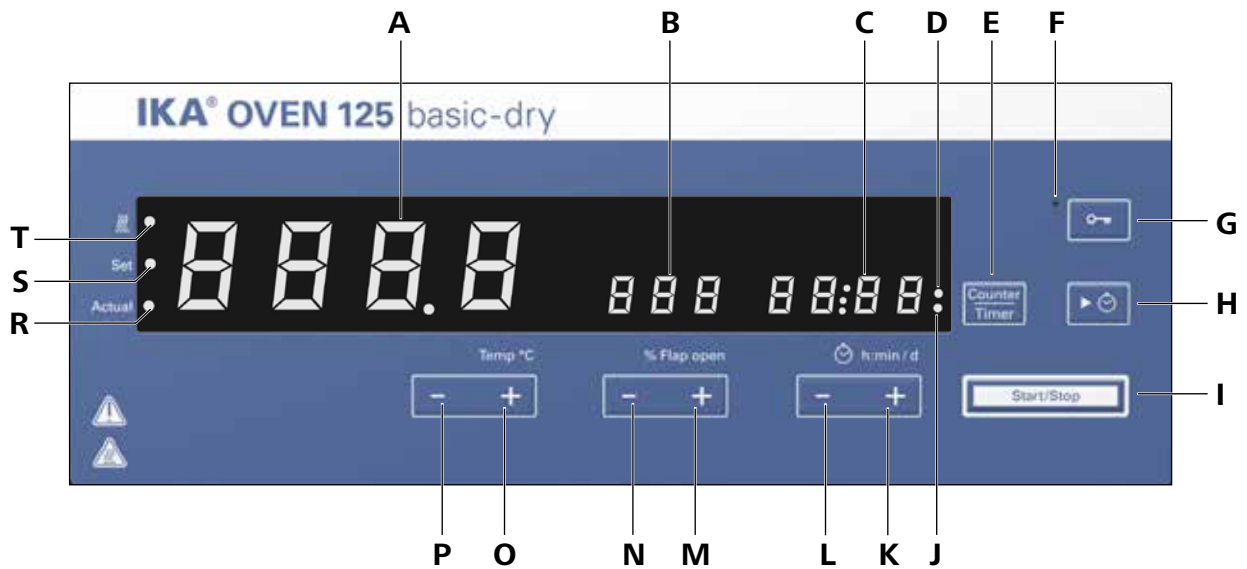 A B C D E F
IKA® OVEN 125 basic-dry
T
S Set
R Actual
888.8 888 88:88
Counter
Timer
G
H
Temp °C % Flap open h:min / d
- + - + - + Start/Stop I
P O N M L K J